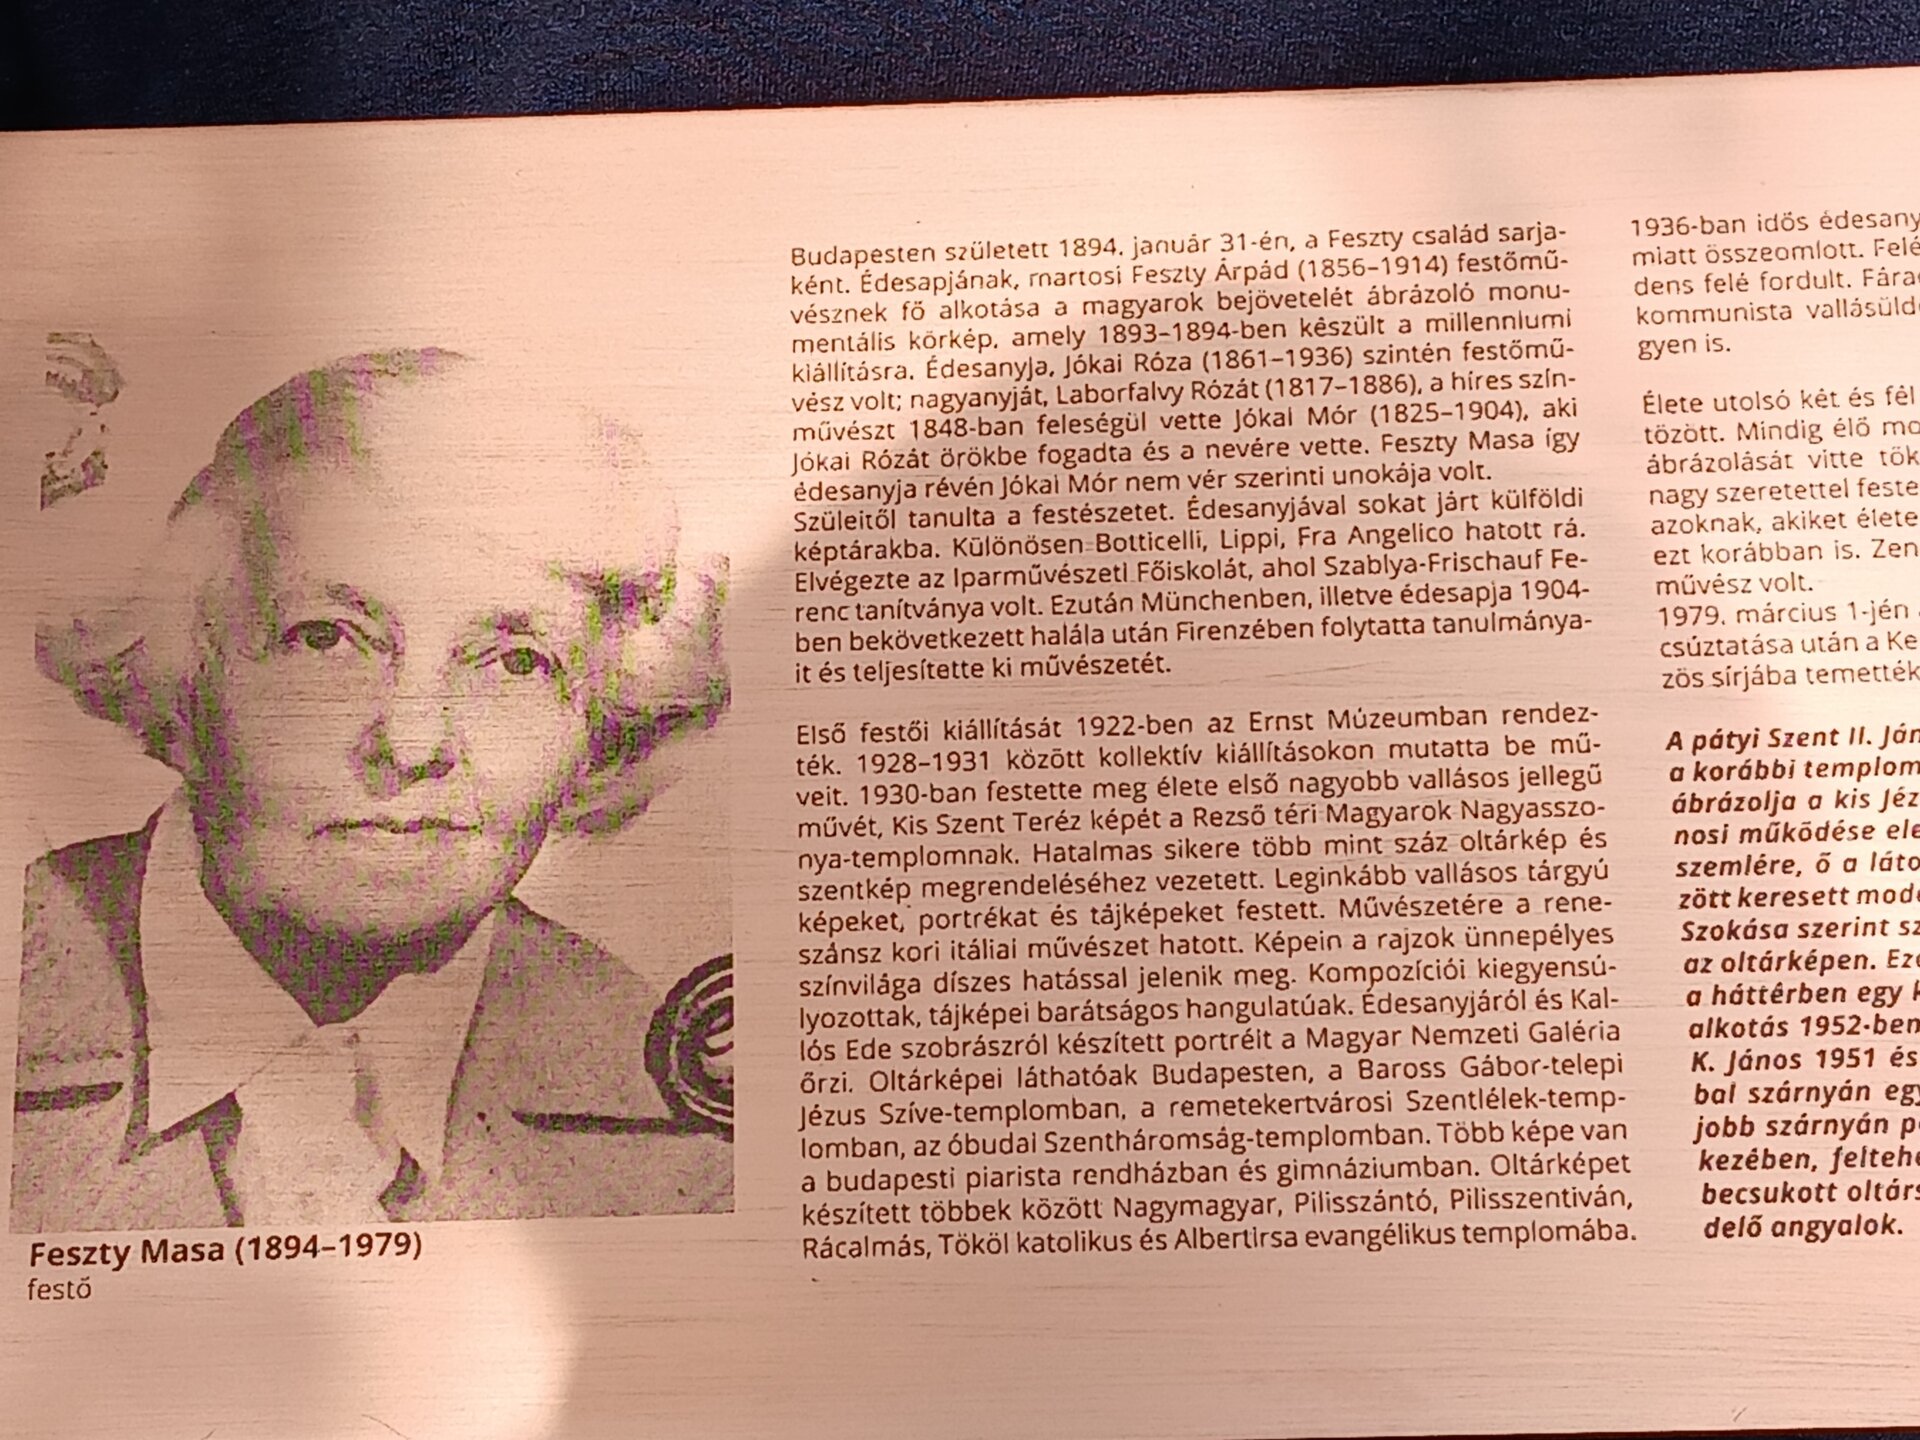 Budapesten született 1894. január 31-én, a Feszty család sarja-
ként. Édesapjának, martosi Feszty Árpád (1856–1914) festőmű-
vésznek fő alkotása a magyarok bejövetelét ábrázoló monu-
mentális körkép, amely 1893–1894-ben készült a millenniumi
kiállításra. Édesanyja, Jókai Róza (1861–1936) szintén festőmű-
vész volt; nagyanyját, Laborfalvy Rózát (1817–1886), a híres szín-
művészt 1848-ban feleségül vette Jókai Mór (1825–1904), aki
Jókai Rózát örökbe fogadta és a nevére vette. Feszty Masa így
édesanyja révén Jókai Mór nem vér szerinti unokája volt.
Szüleitől tanulta a festészetet. Édesanyjával sokat járt külföldi
képtárakba. Különösen Botticelli, Lippi, Fra Angelico hatott rá.
Elvégezte az Iparművészeti Főiskolát, ahol Szablya-Frischauf Fe-
renc tanítványa volt. Ezután Münchenben, illetve édesapja 1904-
ben bekövetkezett halála után Firenzében folytatta tanulmánya-
it és teljesítette ki művészetét.
Első festői kiállítását 1922-ben az Ernst Múzeumban rendez-
ték. 1928–1931 között kollektív kiállításokon mutatta be mű-
veit. 1930-ban festette meg élete első nagyobb vallásos jellegű
művét, Kis Szent Teréz képét a Rezső téri Magyarok Nagyasszo-
nya-templomnak. Hatalmas sikere több mint száz oltárkép és
szentkép megrendeléséhez vezetett. Leginkább vallásos tárgyú
képeket, portrékat és tájképeket festett. Művészetére a rene-
szánsz kori itáliai művészet hatott. Képein a rajzok ünnepélyes
színvilága díszes hatással jelenik meg. Kompozíciói kiegyensú-
lyozottak, tájképei barátságos hangulatúak. Édesanyjáról és Kal-
lós Ede szobrászról készített portréit a Magyar Nemzeti Galéria
őrzi. Oltárképei láthatóak Budapesten, a Baross Gábor-telepi
Jézus Szíve-templomban, a remetekertvárosi Szentlélek-temp-
lomban, az óbudai Szentháromság-templomban. Több képe van
a budapesti piarista rendházban és gimnáziumban. Oltárképet
készített többek között Nagymagyar, Pilisszántó, Pilisszentiván,
Rácalmás, Tököl katolikus és Albertirsa evangélikus templomába.
1936-ban idős édesany
miatt összeomlott. Felé
dens felé fordult. Fára
kommunista vallásüld
gyen is.
Élete utolsó két és fél
tözött. Mindig élő mo
ábrázolását vitte tök
nagy szeretettel feste
azoknak, akiket élete
ezt korábban is. Zen
művész volt.
1979. március 1-jén
csúztatása után a Ke
zös sírjába temették
A pátyi Szent II. Ján
a korábbi templom
ábrázolja a kis Jéz
nosi működése ele
szemlére, ő a láto
zött keresett mode
Szokása szerint sz
az oltárképen. Eze
a háttérben egy k
alkotás 1952-ben
K. János 1951 és
bal szárnyán egy
jobb szárnyán p
kezében, feltehe
becsukott oltárs
delő angyalok.
Feszty Masa (1894–1979)
festő